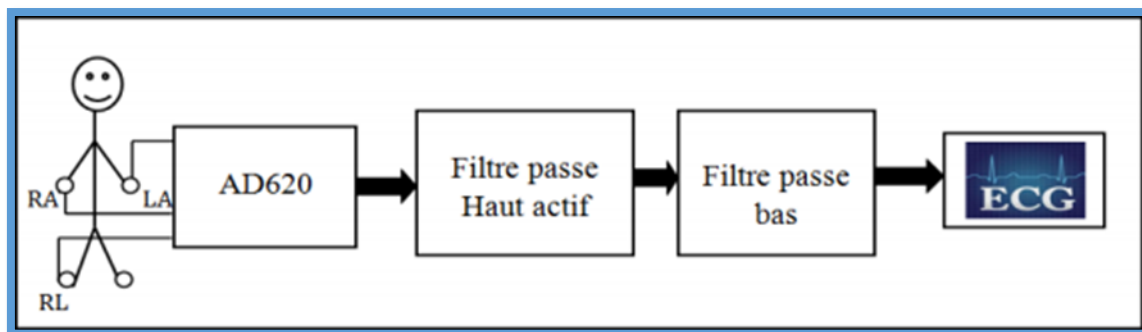 RA
LA
RL
AD620
Filtre passe
Haut actif
Filtre passe
bas
ECG